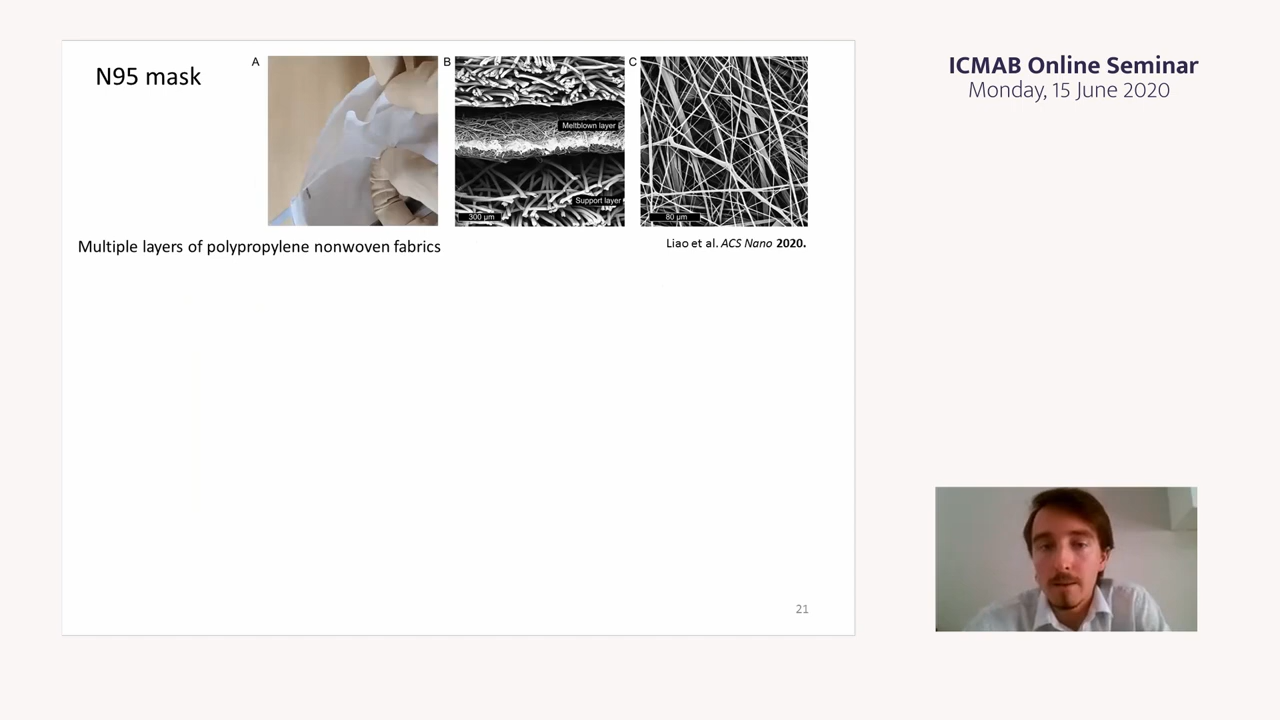 N95 mask
A
B
C
Meltblown layer
Support layer
300 µm
80 µm
Multiple layers of polypropylene nonwoven fabrics
Liao et al. ACS Nano 2020.
21
ICMAB Online Seminar
Monday, 15 June 2020